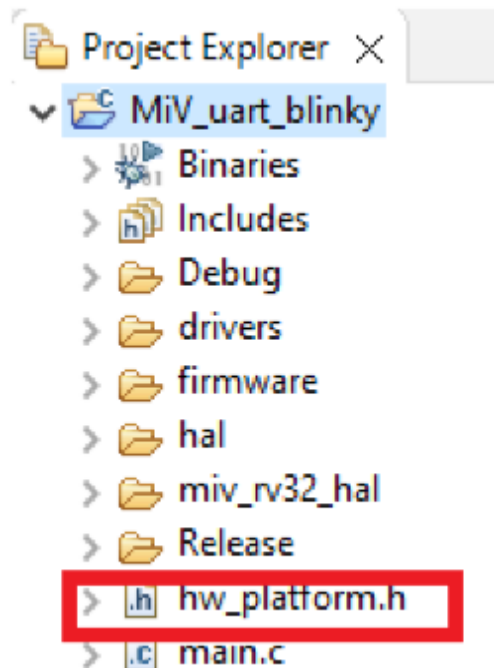 Project Explorer
MiV_uart_blinky
Binaries
Includes
Debug
drivers
firmware
hal
miv_rv32_hal
Release
hw_platform.h
main.c